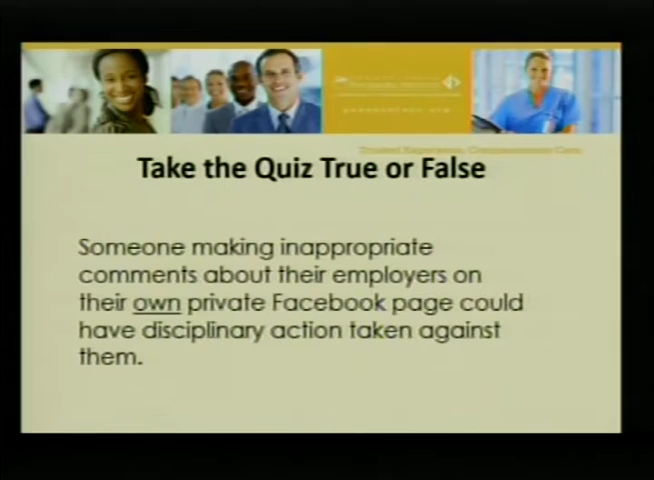 Take the Quiz True or False
Someone making inappropriate
comments about their employers on
their own private Facebook page could
have disciplinary action taken against
them.